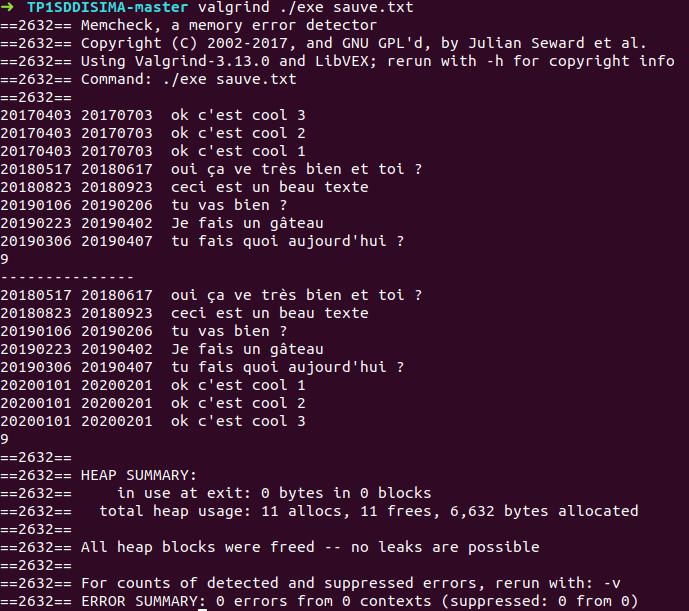 ➜  TP1SDDISIMA-master valgrind ./exe sauve.txt
==2632== Memcheck, a memory error detector
==2632== Copyright (C) 2002-2017, and GNU GPL'd, by Julian Seward et al.
==2632== Using Valgrind-3.13.0 and LibVEX; rerun with -h for copyright info
==2632== Command: ./exe sauve.txt
==2632==
20170403 20170703  ok c'est cool 3
20170403 20170703  ok c'est cool 2
20170403 20170703  ok c'est cool 1
20180517 20180617  oui ça ve très bien et toi ?
20180823 20180923  ceci est un beau texte
20190106 20190206  tu vas bien ?
20190223 20190402  Je fais un gâteau
20190306 20190407  tu fais quoi aujourd'hui ?
9
---------------
20180517 20180617  oui ça ve très bien et toi ?
20180823 20180923  ceci est un beau texte
20190106 20190206  tu vas bien ?
20190223 20190402  Je fais un gâteau
20190306 20190407  tu fais quoi aujourd'hui ?
20200101 20200201  ok c'est cool 1
20200101 20200201  ok c'est cool 2
20200101 20200201  ok c'est cool 3
9
==2632==
==2632== HEAP SUMMARY:
==2632==     in use at exit: 0 bytes in 0 blocks
==2632==   total heap usage: 11 allocs, 11 frees, 6,632 bytes allocated
==2632==
==2632== All heap blocks were freed -- no leaks are possible
==2632==
==2632== For counts of detected and suppressed errors, rerun with: -v
==2632== ERROR SUMMARY: 0 errors from 0 contexts (suppressed: 0 from 0)